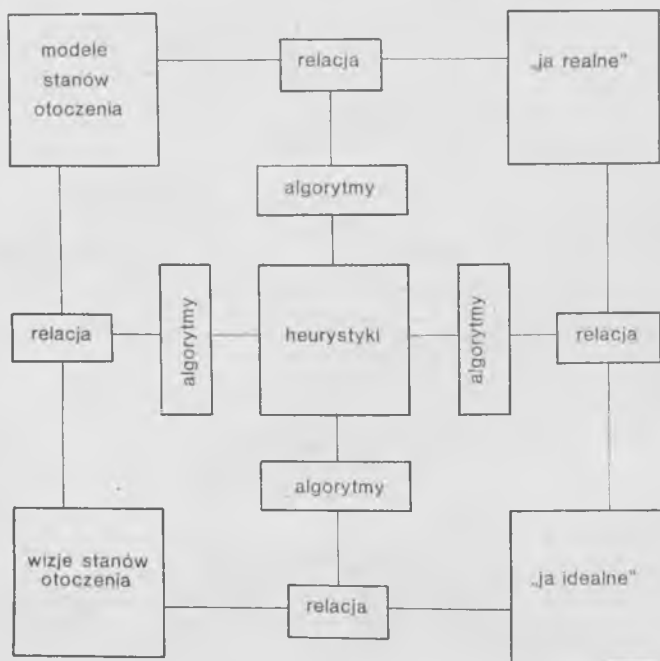 modele
stanów
otoczenia
relacja
„ja realne”
algorytmy
relacja
algorytmy
heurystyki
algorytmy
relacja
algorytmy
wizje stanów
otoczenia
relacja
„ja idealne”